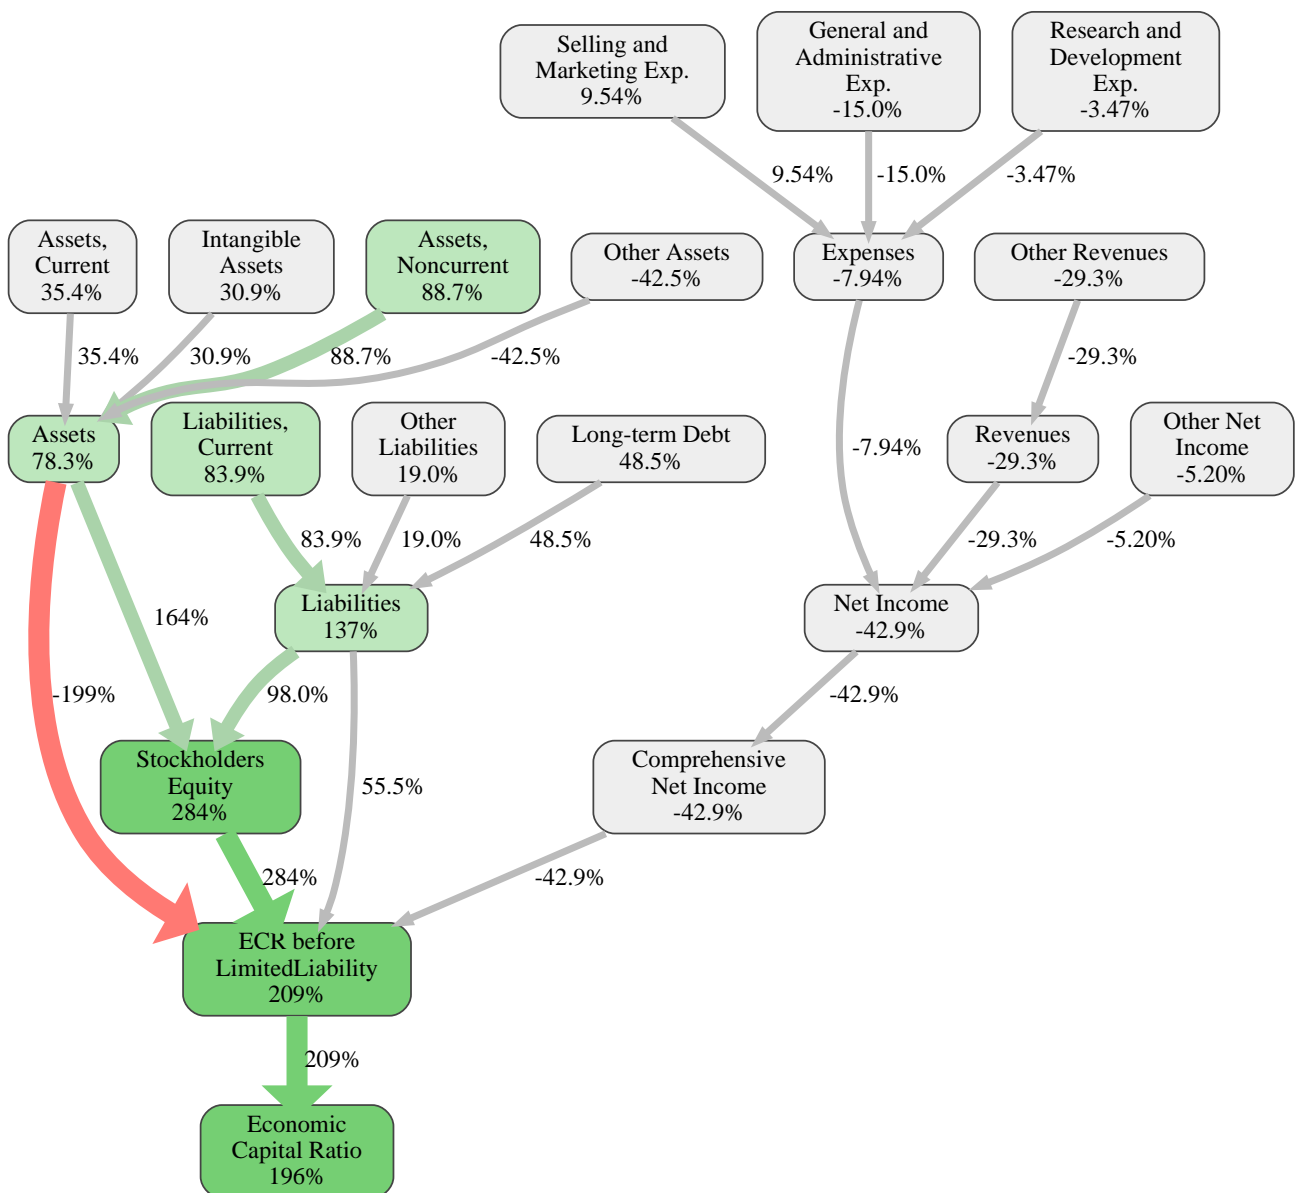 Selling and
Marketing Exp.
9.54%
General and
Administrative
Exp.
-15.0%
Research and
Development
Exp.
-3.47%
9.54%
-15.0%
-3.47%
Assets,
Current
35.4%
Intangible
Assets
30.9%
Assets,
Noncurrent
88.7%
Other Assets
-42.5%
Expenses
-7.94%
Other Revenues
-29.3%
35.4%
30.9%
88.7%
-42.5%
-29.3%
Assets
78.3%
Liabilities,
Current
83.9%
Other
Liabilities
19.0%
Long-term Debt
48.5%
-7.94%
Revenues
-29.3%
Other Net
Income
-5.20%
83.9%
19.0%
48.5%
-29.3%
-5.20%
164%
Liabilities
137%
Net Income
-42.9%
-199%
98.0%
-42.9%
Stockholders
Equity
284%
55.5%
Comprehensive
Net Income
-42.9%
284%
-42.9%
ECR before
LimitedLiability
209%
209%
Economic
Capital Ratio
196%